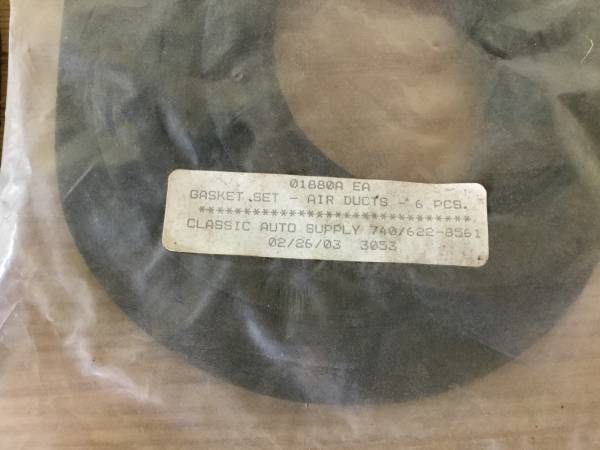 01880A EA
GASKET SET - AIR DUCTS - 6 PCS.
*********************************
CLASSIC AUTO SUPPLY 740/622-8561
02/26/03 3053